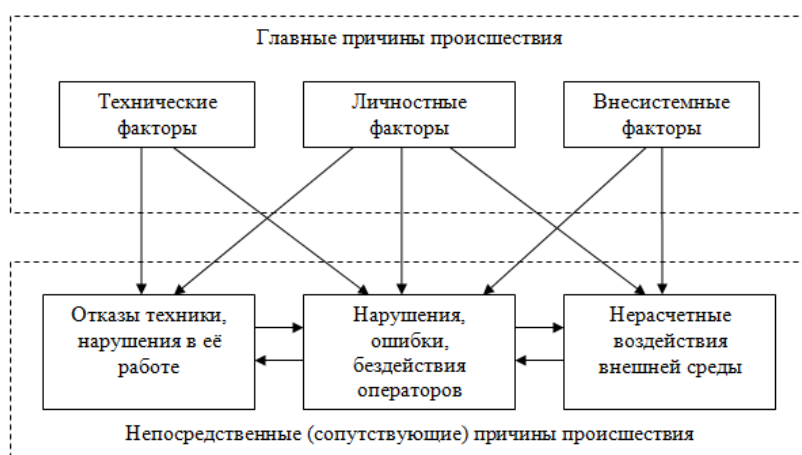 Главные причины происшествия
Технические
факторы
Личностные
факторы
Внесистемные
факторы
Отказы техники,
нарушения в её
работе
Нарушения,
ошибки,
бездействия
операторов
Нерасчетные
воздействия
внешней среды
Непосредственные (сопутствующие) причины происшествия